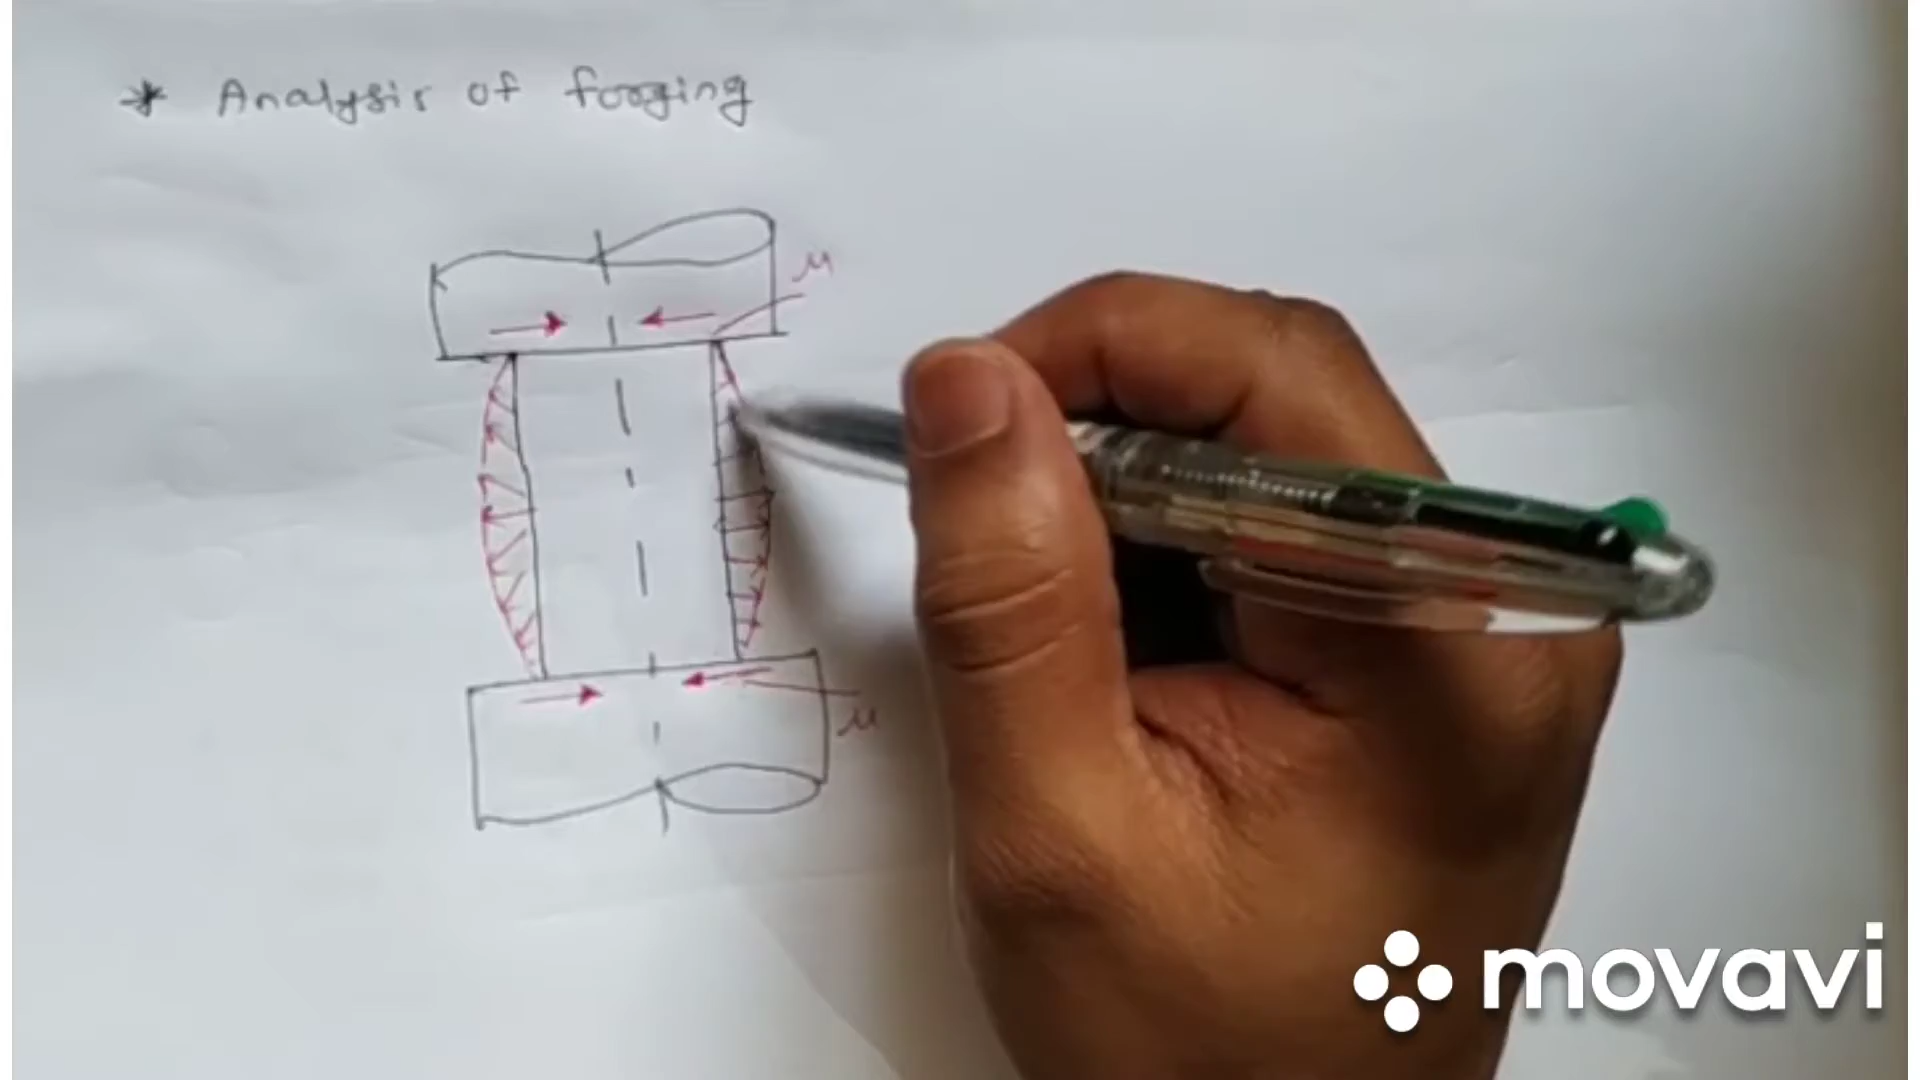 * Analysis of forging
μ
μ
movavi